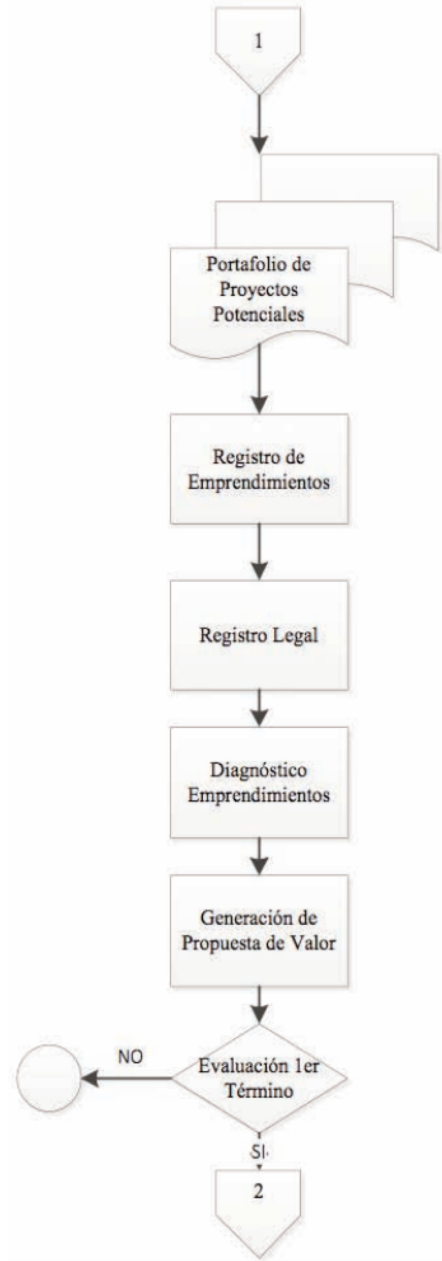 1
Portafolio de
Proyectos
Potenciales
Registro de
Emprendimientos
Registro Legal
Diagnóstico
Emprendimientos
Generación de
Propuesta de Valor
Evaluación 1er
Término
NO
SI
2